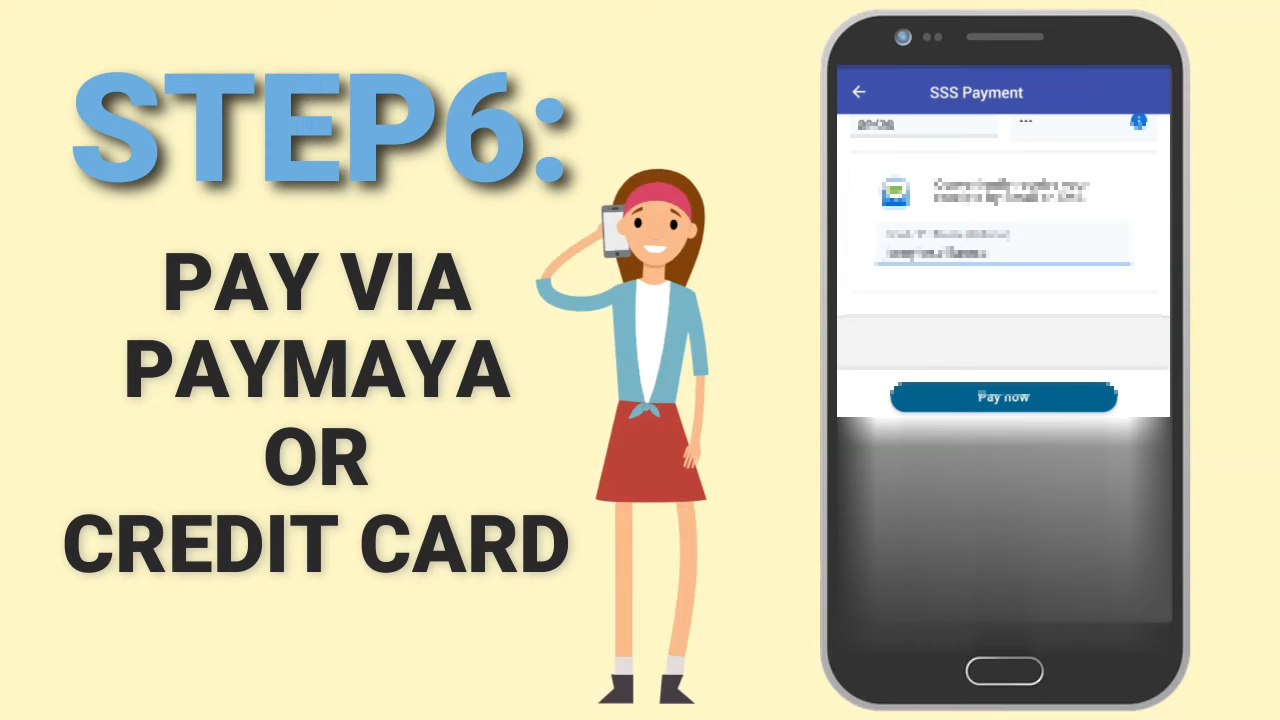 STEP6:
PAY VIA
PAYMAYA
OR
CREDIT CARD
SSS Payment
Pay now